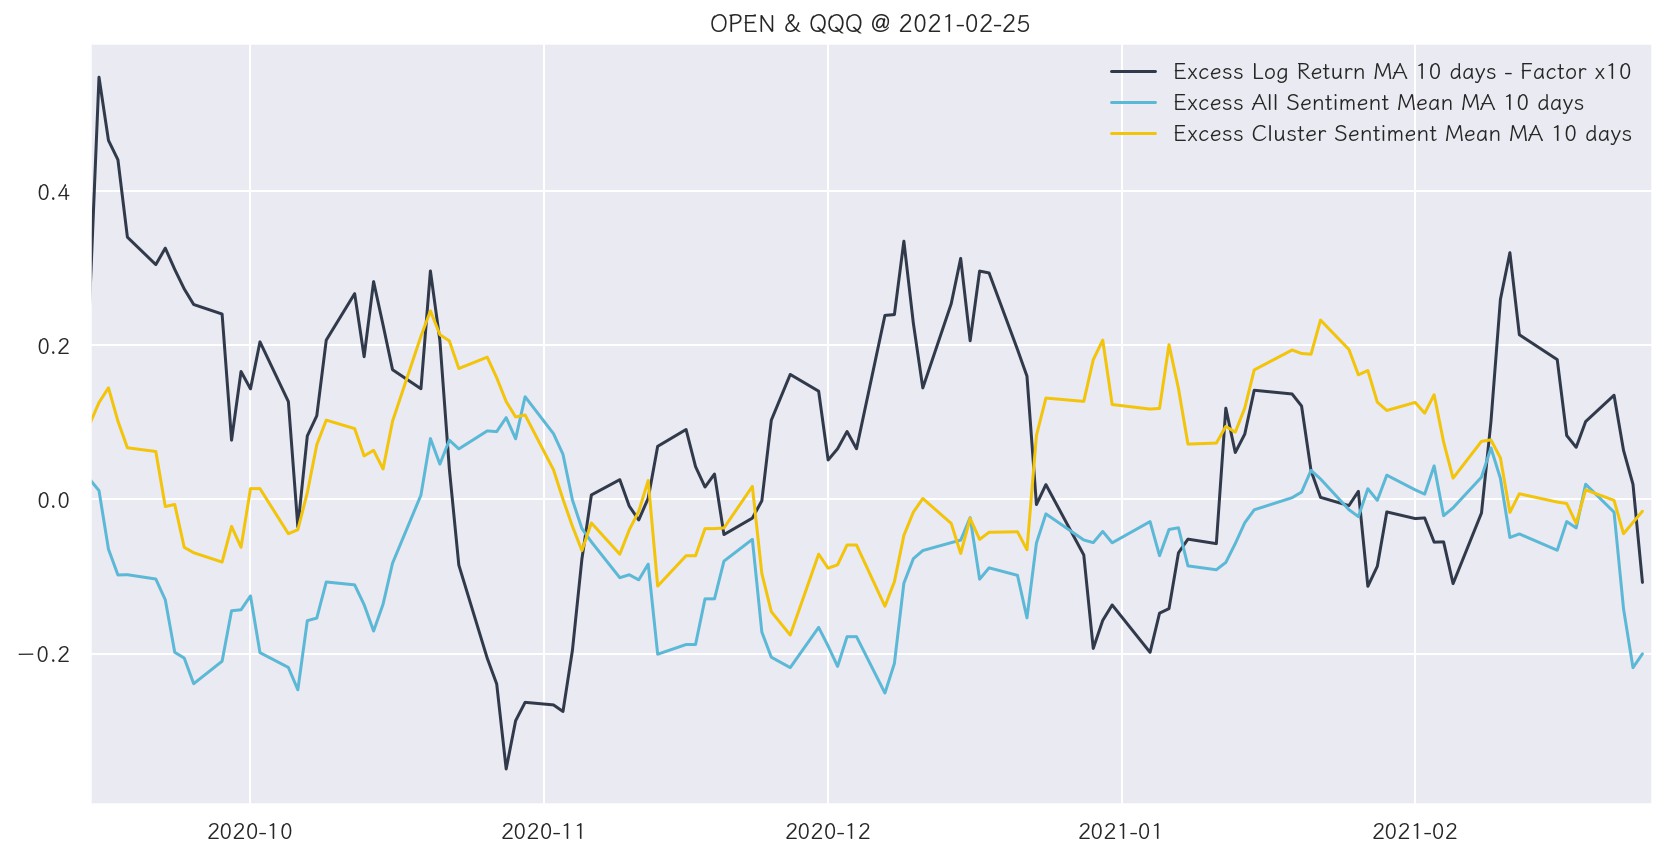 OPEN & QQQ @ 2021-02-25
Excess Log Return MA 10 days - Factor x10
Excess All Sentiment Mean MA 10 days
Excess Cluster Sentiment Mean MA 10 days
0.4
0.2
0.0
−0.2
2020-10 2020-11 2020-12 2021-01 2021-02